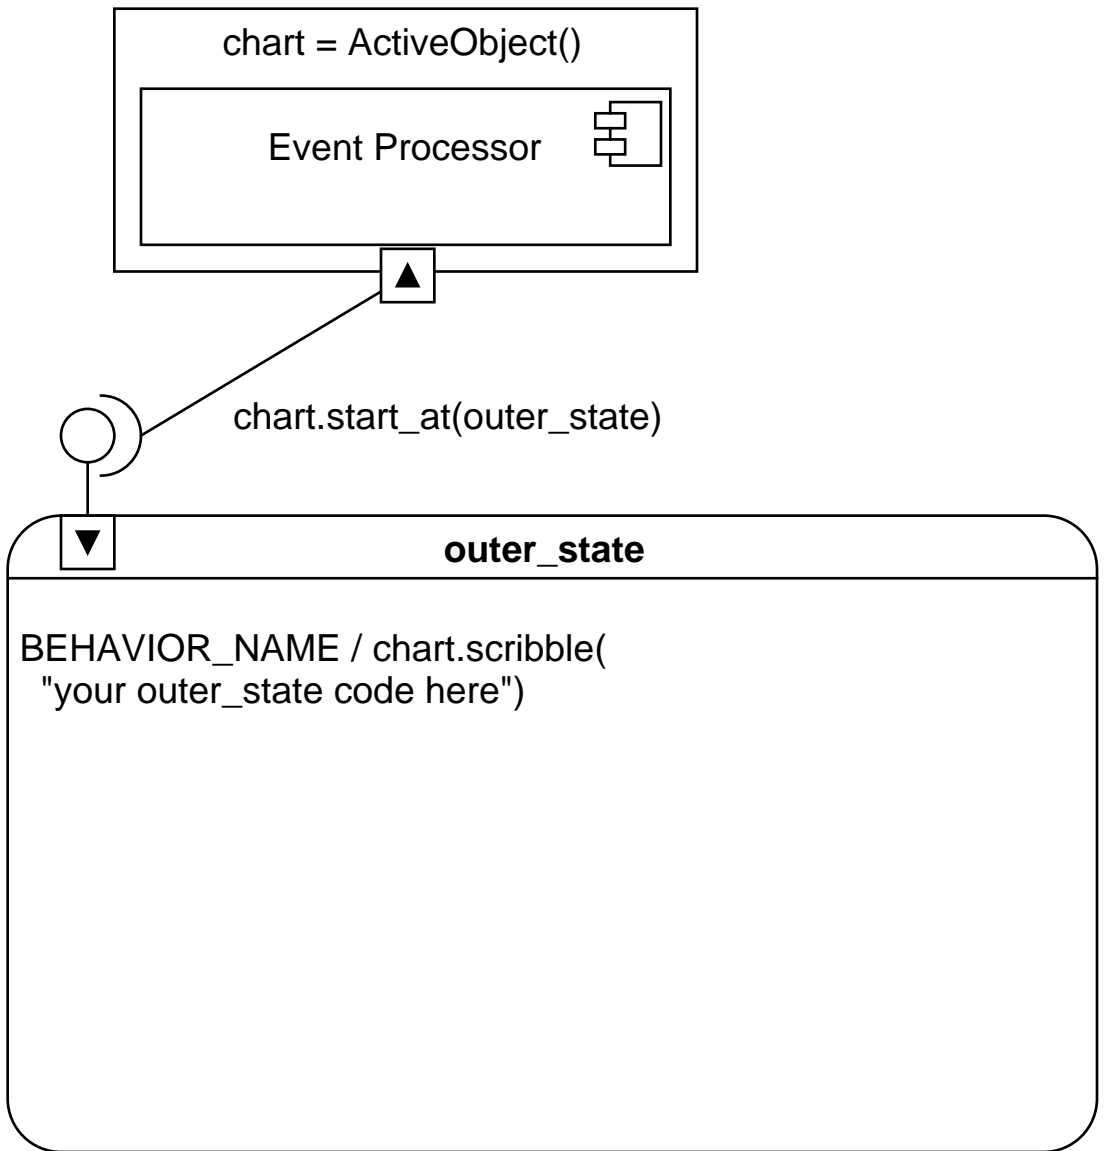 chart = ActiveObject()
Event Processor
chart.start_at(outer_state)
outer_state
BEHAVIOR_NAME / chart.scribble(
"your outer_state code here")